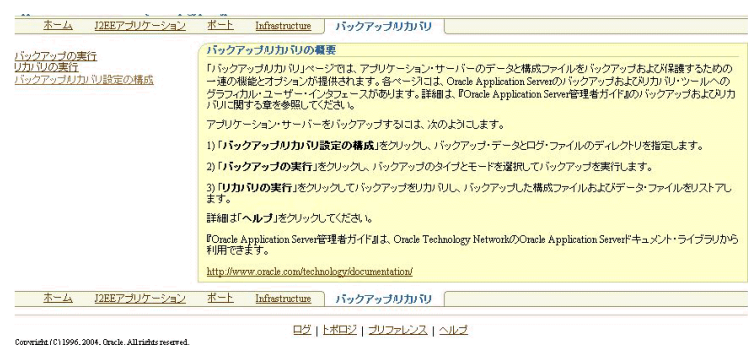 ホーム J2EEアプリケーション ポート Infrastructure バックアップ/リカバリ
バックアップの実行
リカバリの実行
バックアップ/リカバリ設定の構成
バックアップ/リカバリの概要
「バックアップ/リカバリ」ページでは、アプリケーション・サーバーのデータと構成ファイルをバックアップおよび保護するための
一連の機能とオプションが提供されます。各ページには、Oracle Application Serverのバックアップおよびリカバリ・ツールへの
グラフィカル・ユーザー・インタフェースがあります。詳細は、『Oracle Application Server管理者ガイド』のバックアップおよびリカ
バリに関する章を参照してください。
アプリケーション・サーバーをバックアップするには、次のようにします。
1)「バックアップ/リカバリ設定の構成」をクリックし、バックアップ・データとログ・ファイルのディレクトリを指定します。
2)「バックアップの実行」をクリックし、バックアップのタイプとモードを選択してバックアップを実行します。
3)「リカバリの実行」をクリックしてバックアップをリカバリし、バックアップした構成ファイルおよびデータ・ファイルをリストアし
ます。
詳細は「ヘルプ」をクリックしてください。
『Oracle Application Server管理者ガイド』は、Oracle Technology NetworkのOracle Application Serverドキュメント・ライブラリから
利用できます。
http://www.oracle.com/technology/documentation/
ホーム J2EEアプリケーション ポート Infrastructure バックアップ/リカバリ
ログ | トポロジ | プリファレンス | ヘルプ
Copyright (C) 1996, 2004, Oracle. All rights reserved.